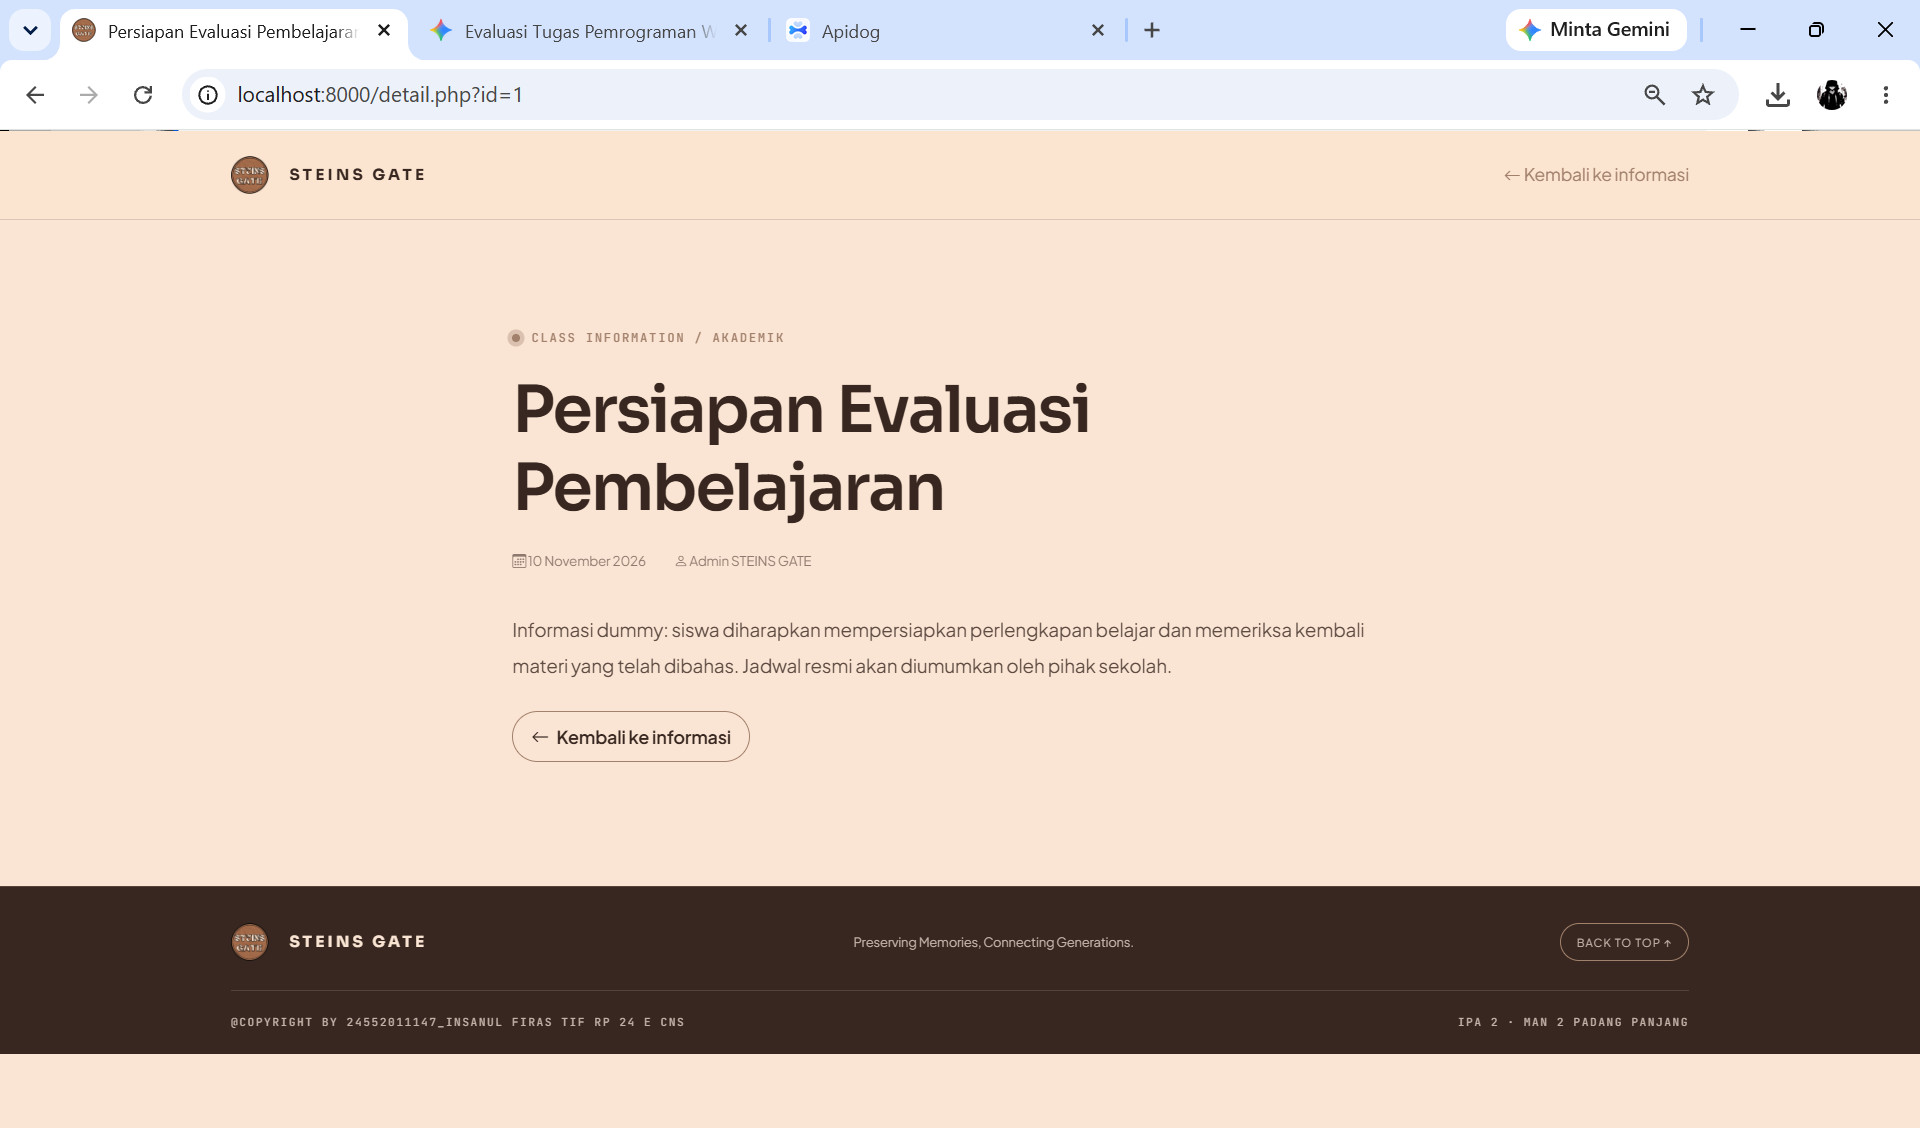 Persiapan Evaluasi Pembelajaran
Evaluasi Tugas Pemrograman W
Apidog
Minta Gemini
localhost:8000/detail.php?id=1
STEINS GATE
STEINS GATE
← Kembali ke informasi
CLASS INFORMATION / AKADEMIK
Persiapan Evaluasi
Pembelajaran
10 November 2026
Admin STEINS GATE
Informasi dummy: siswa diharapkan mempersiapkan perlengkapan belajar dan memeriksa kembali
materi yang telah dibahas. Jadwal resmi akan diumumkan oleh pihak sekolah.
← Kembali ke informasi
STEINS GATE
STEINS GATE
Preserving Memories, Connecting Generations.
BACK TO TOP ↑
@COPYRIGHT BY 24552011147_INSANUL FIRAS TIF RP 24 E CNS
IPA 2 · MAN 2 PADANG PANJANG